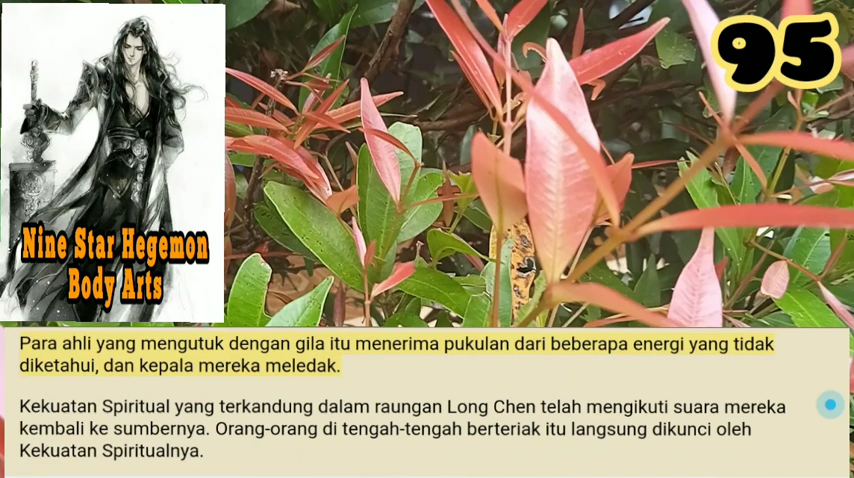 95
Nine Star Hegemon
Body Arts
Para ahli yang mengutuk dengan gila itu menerima pukulan dari beberapa energi yang tidak
diketahui, dan kepala mereka meledak.
Kekuatan Spiritual yang terkandung dalam raungan Long Chen telah mengikuti suara mereka
kembali ke sumbernya. Orang-orang di tengah-tengah berteriak itu langsung dikunci oleh
Kekuatan Spiritualnya.